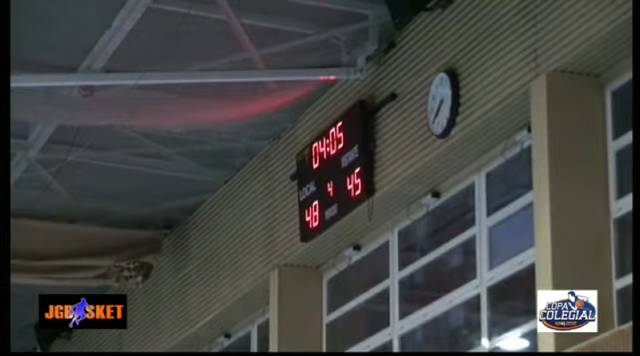 04:05
LOCAL
VISITANTE
4
48
45
JGBASKET
COPA
COLEGIAL